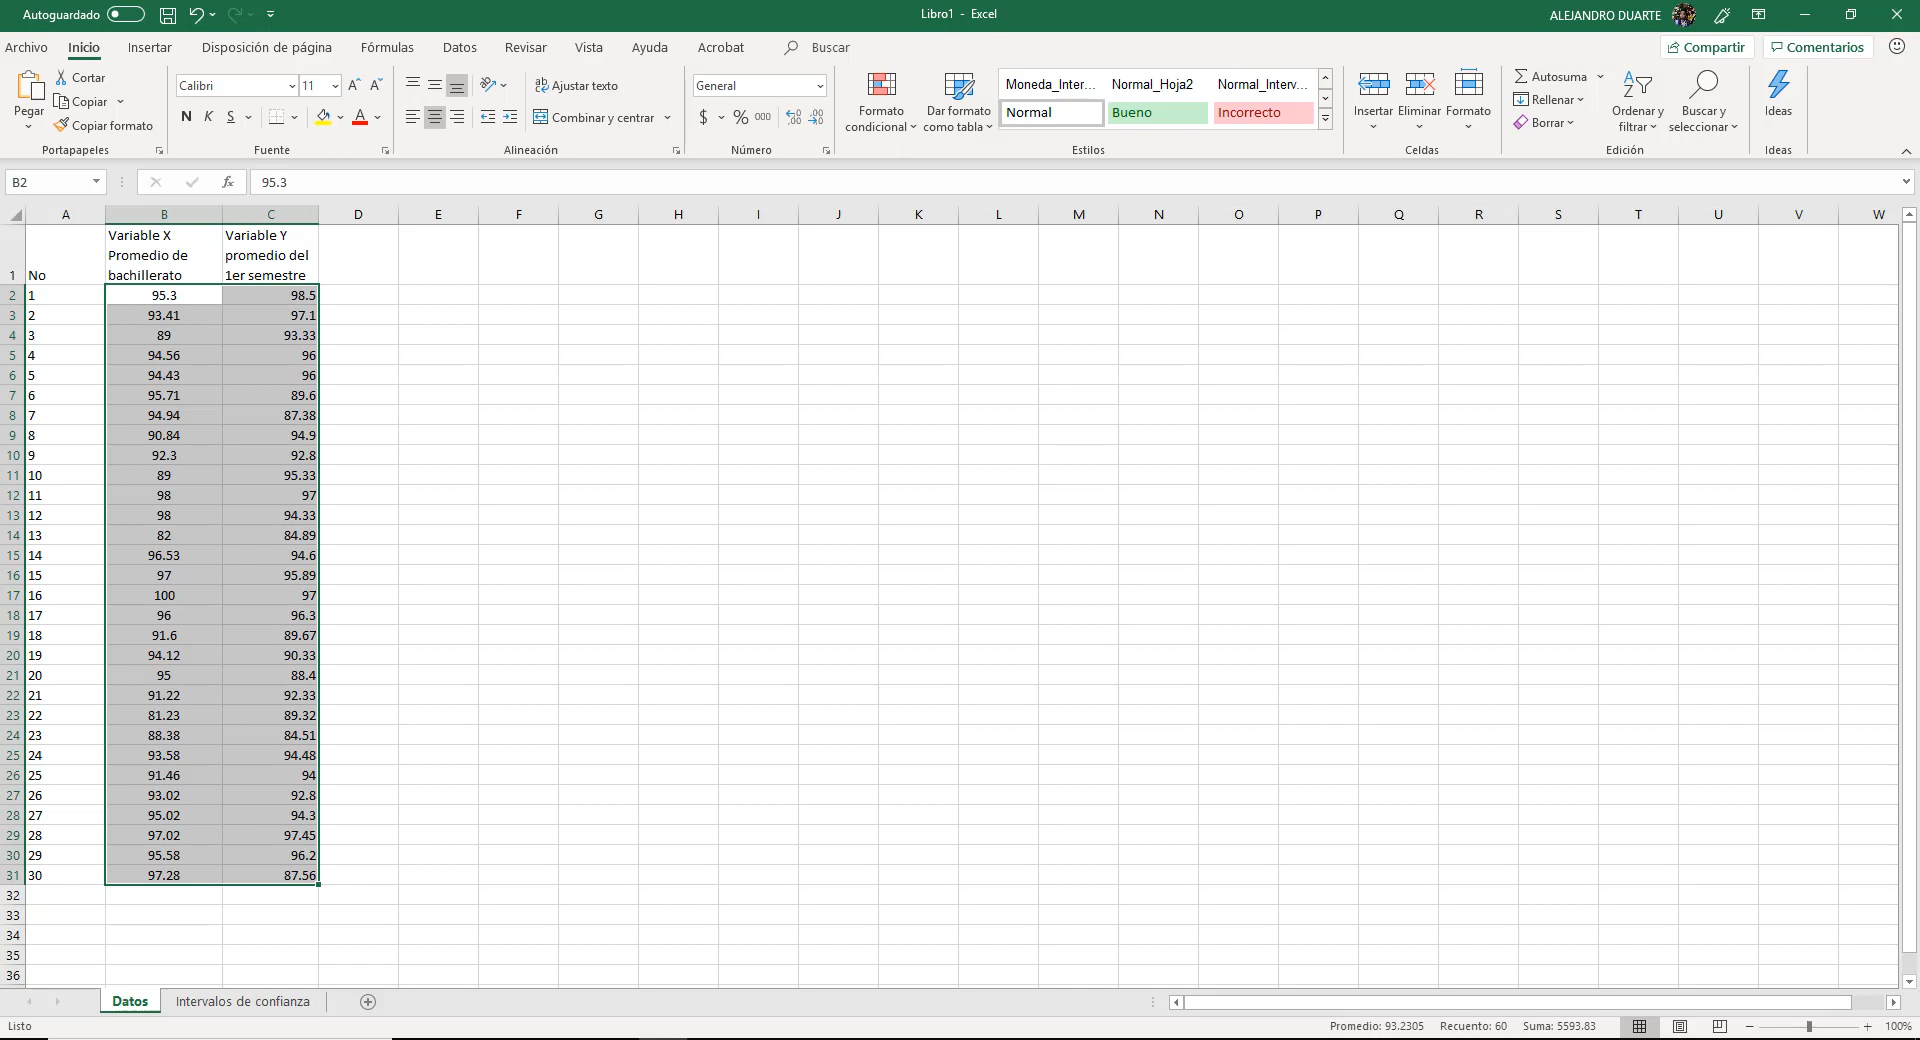 Autoguardado Libro1 - Excel ALEJANDRO DUARTE
Archivo Inicio Insertar Disposición de página Fórmulas Datos Revisar Vista Ayuda Acrobat Buscar Compartir Comentarios
Pegar Cortar
Copiar
Copiar formato
Portapapeles
Calibri 11
N K S A
Fuente
Ajustar texto
Combinar y centrar
Alineación
General
$ % 000
Número
Formato condicional
Dar formato como tabla
Moneda_Inter... Normal_Hoja2 Normal_Interv...
Normal Bueno Incorrecto
Estilos
Insertar Eliminar Formato
Celdas
Autosuma
Rellenar
Borrar
Ordenar y filtrar
Buscar y seleccionar
Edición
Ideas
Ideas
B2 fx 95.3
A B C D E F G H I J K L M N O P Q R S T U V W
1 No Variable X Promedio de bachillerato Variable Y promedio del 1er semestre
2 1 95.3 98.5
3 2 93.41 97.1
4 3 89 93.33
5 4 94.56 96
6 5 94.43 96
7 6 95.71 89.6
8 7 94.94 87.38
9 8 90.84 94.9
10 9 92.3 92.8
11 10 89 95.33
12 11 98 97
13 12 98 94.33
14 13 82 84.89
15 14 96.53 94.6
16 15 97 95.89
17 16 100 97
18 17 96 96.3
19 18 91.6 89.67
20 19 94.12 90.33
21 20 95 88.4
22 21 91.22 92.33
23 22 81.23 89.32
24 23 88.38 84.51
25 24 93.58 94.48
26 25 91.46 94
27 26 93.02 92.8
28 27 95.02 94.3
29 28 97.02 97.45
30 29 95.58 96.2
31 30 97.28 87.56
32
33
34
35
36
Datos Intervalos de confianza
Listo Promedio: 93.2305 Recuento: 60 Suma: 5593.83 100%